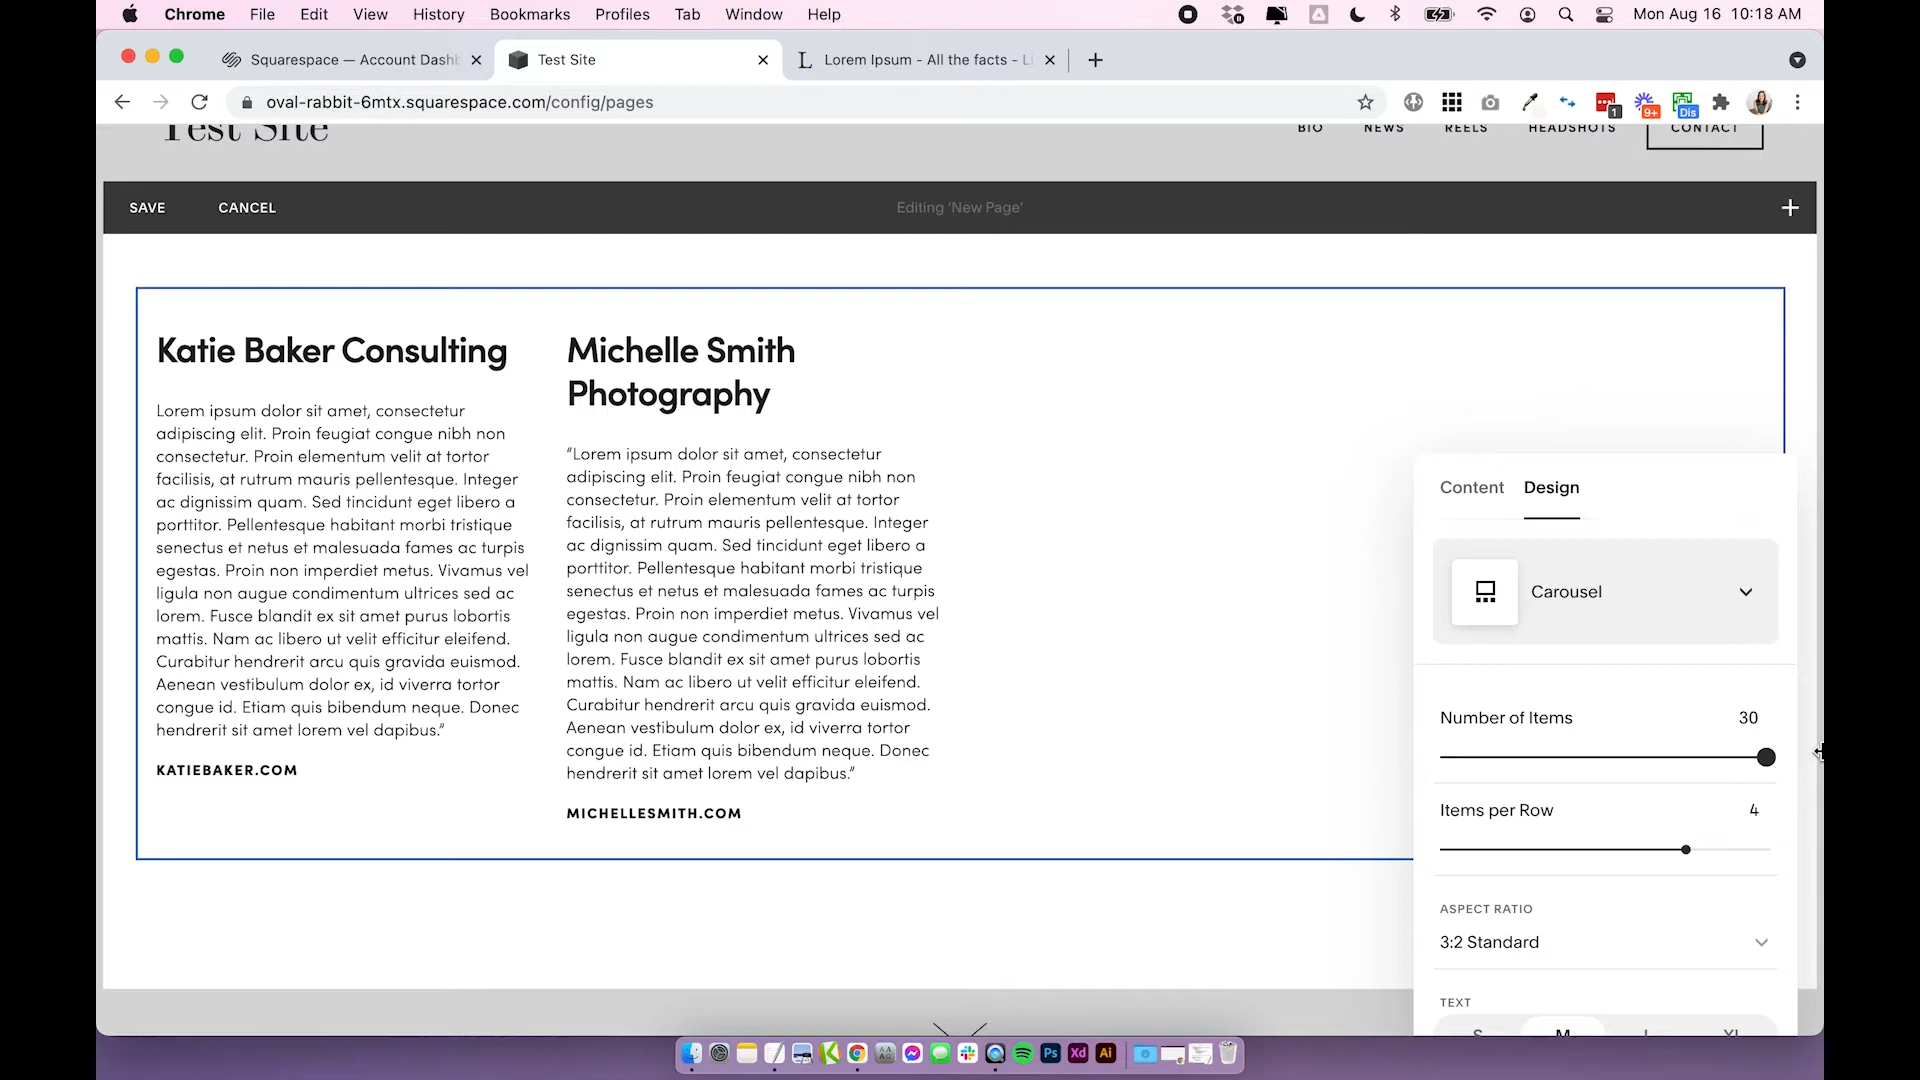 Chrome File Edit View History Bookmarks Profiles Tab Window Help Mon Aug 16 10:18 AM
Squarespace — Account Dashb Test Site Lorem Ipsum - All the facts - Li
oval-rabbit-6mtx.squarespace.com/config/pages
1 9+ Dis
Test Site BIO NEWS REELS HEADSHOTS CONTACT
SAVE CANCEL Editing ‘New Page’
Katie Baker Consulting
Lorem ipsum dolor sit amet, consectetur
adipiscing elit. Proin feugiat congue nibh non
consectetur. Proin elementum velit at tortor
facilisis, at rutrum mauris pellentesque. Integer
ac dignissim quam. Sed tincidunt eget libero a
porttitor. Pellentesque habitant morbi tristique
senectus et netus et malesuada fames ac turpis
egestas. Proin non imperdiet metus. Vivamus vel
ligula non augue condimentum ultrices sed ac
lorem. Fusce blandit ex sit amet purus lobortis
mattis. Nam ac libero ut velit efficitur eleifend.
Curabitur hendrerit arcu quis gravida euismod.
Aenean vestibulum dolor ex, id viverra tortor
congue id. Etiam quis bibendum neque. Donec
hendrerit sit amet lorem vel dapibus.”
KATIEBAKER.COM
Michelle Smith
Photography
“Lorem ipsum dolor sit amet, consectetur
adipiscing elit. Proin feugiat congue nibh non
consectetur. Proin elementum velit at tortor
facilisis, at rutrum mauris pellentesque. Integer
ac dignissim quam. Sed tincidunt eget libero a
porttitor. Pellentesque habitant morbi tristique
senectus et netus et malesuada fames ac turpis
egestas. Proin non imperdiet metus. Vivamus vel
ligula non augue condimentum ultrices sed ac
lorem. Fusce blandit ex sit amet purus lobortis
mattis. Nam ac libero ut velit efficitur eleifend.
Curabitur hendrerit arcu quis gravida euismod.
Aenean vestibulum dolor ex, id viverra tortor
congue id. Etiam quis bibendum neque. Donec
hendrerit sit amet lorem vel dapibus.”
MICHELLESMITH.COM
Content Design
Carousel
Number of Items 30
Items per Row 4
ASPECT RATIO
3:2 Standard
TEXT
S M L XL
Ps Xd Ai